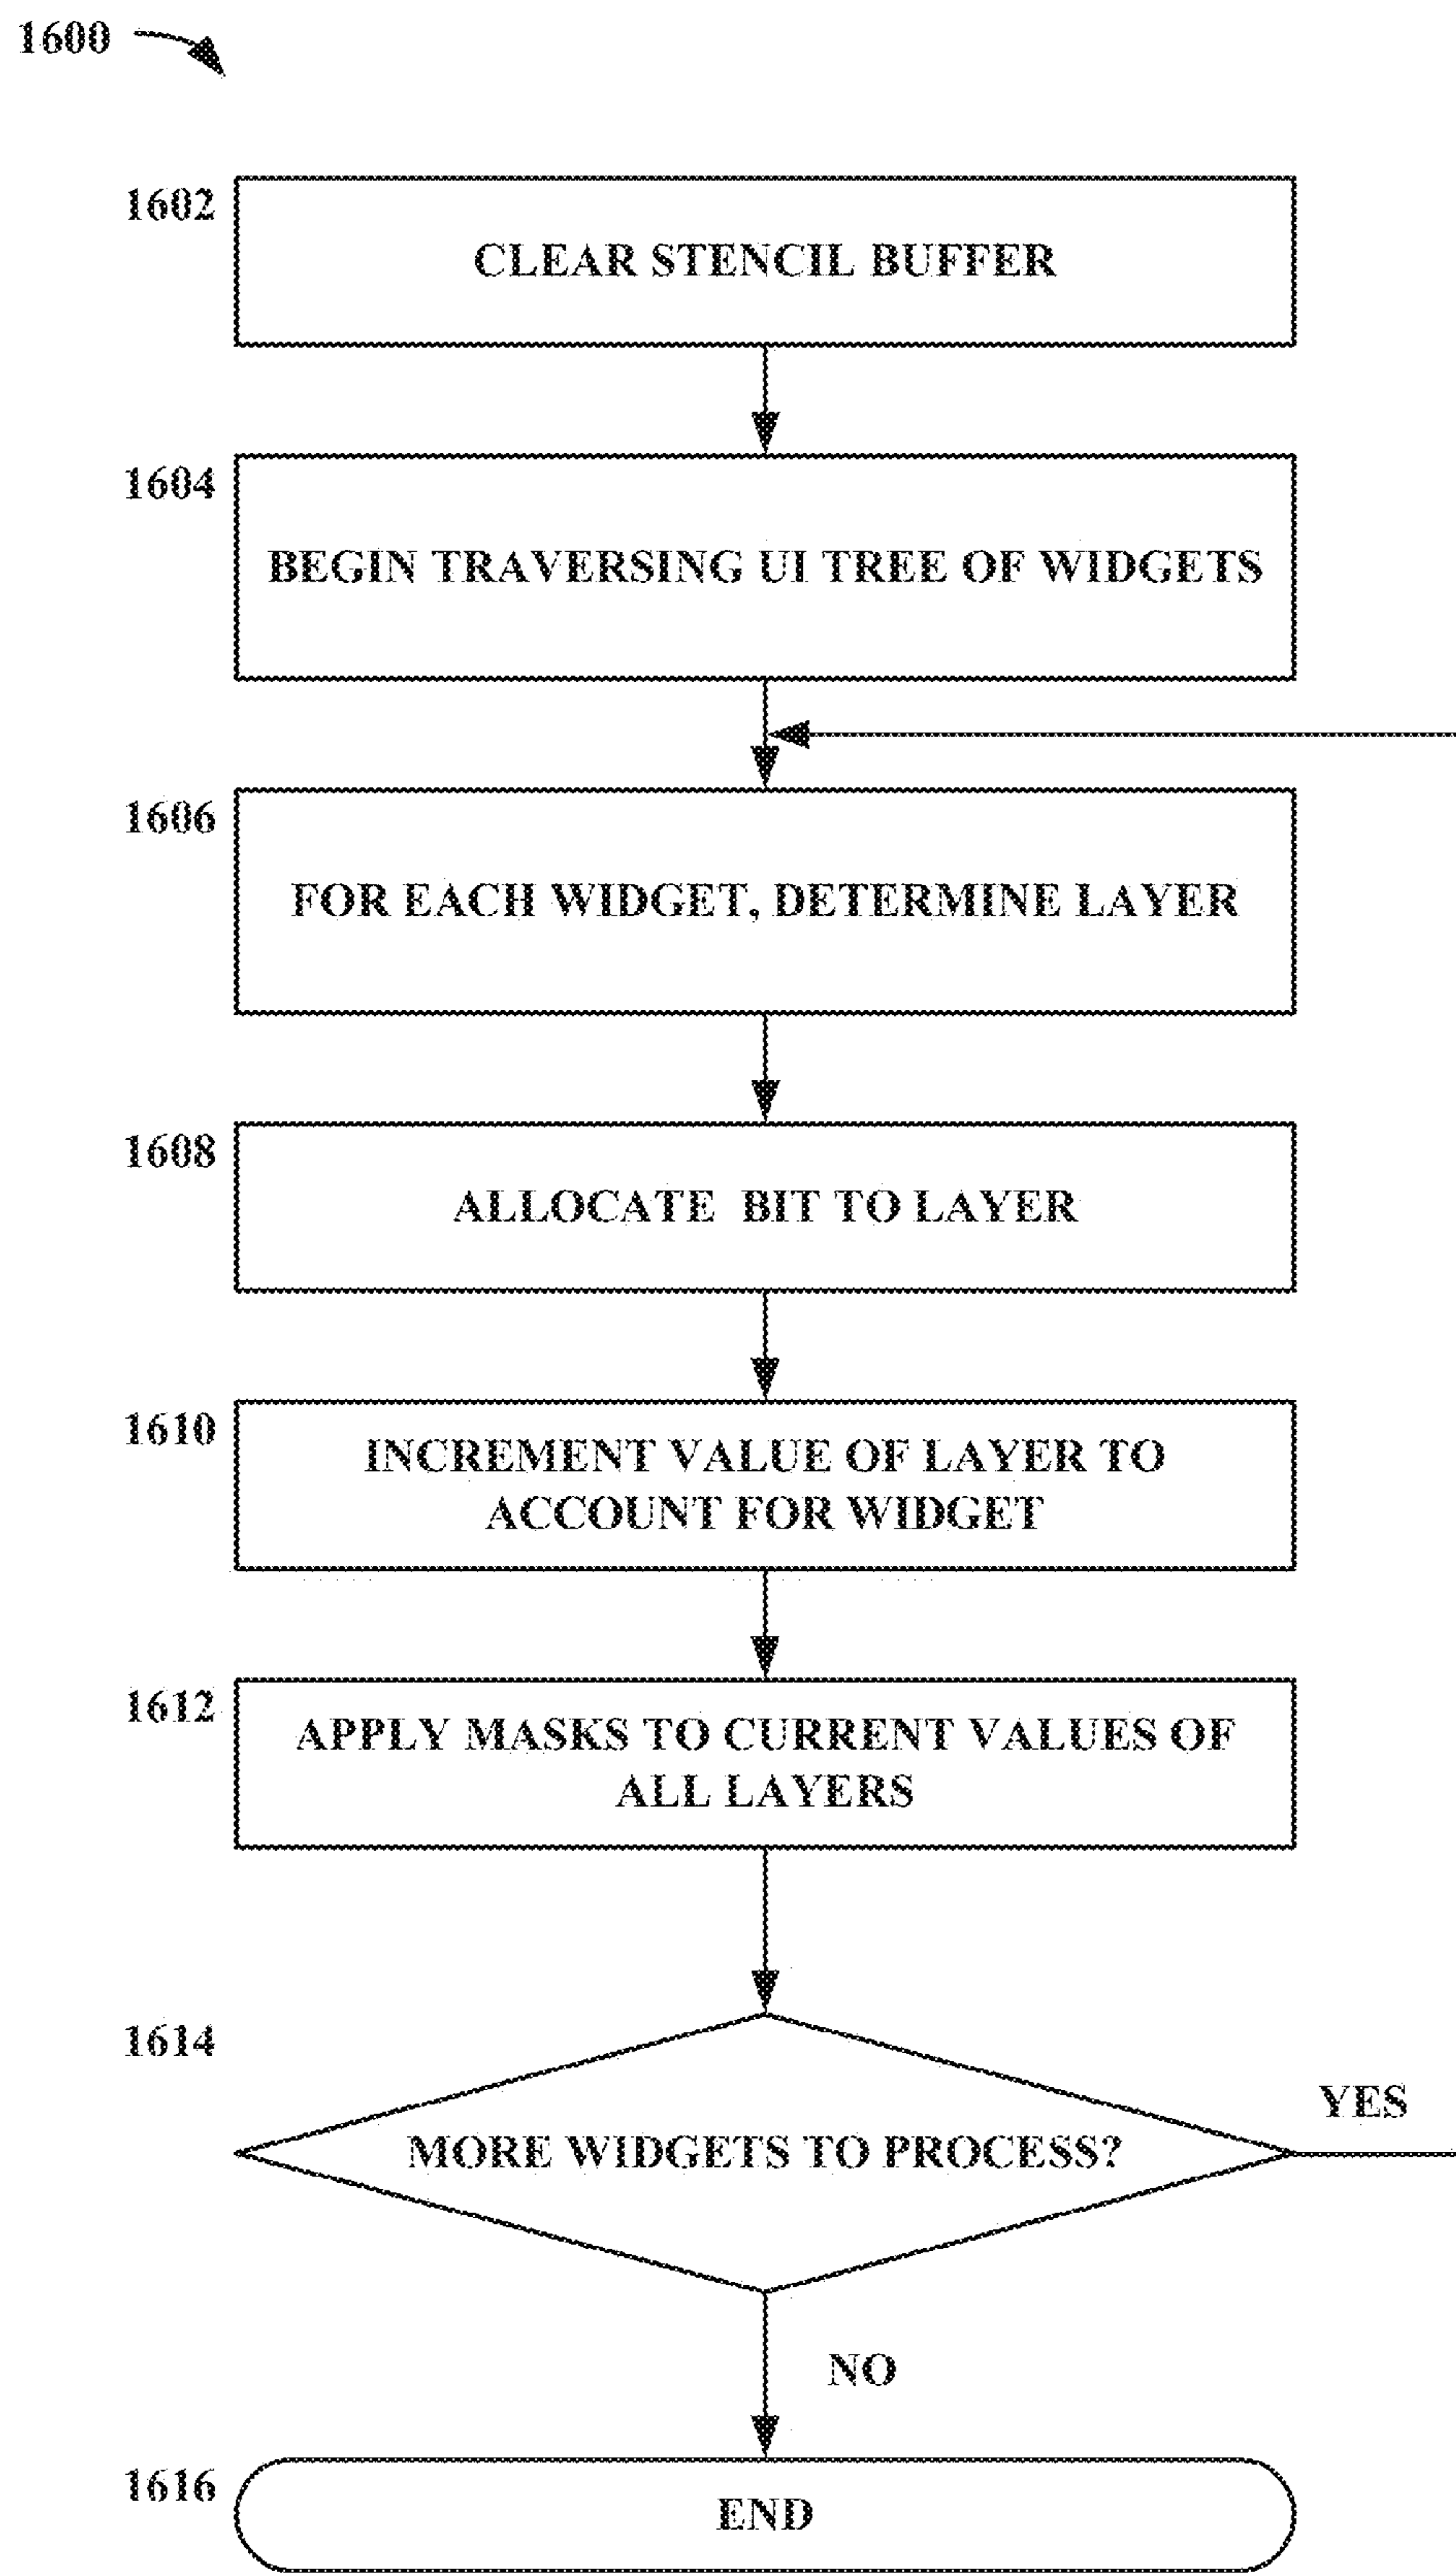 1600
1602
CLEAR STENCIL BUFFER
1604
BEGIN TRAVERSING UI TREE OF WIDGETS
1606
FOR EACH WIDGET, DETERMINE LAYER
1608
ALLOCATE BIT TO LAYER
1610
INCREMENT VALUE OF LAYER TO
ACCOUNT FOR WIDGET
1612
APPLY MASKS TO CURRENT VALUES OF
ALL LAYERS
1614
YES
MORE WIDGETS TO PROCESS?
NO
1616
END